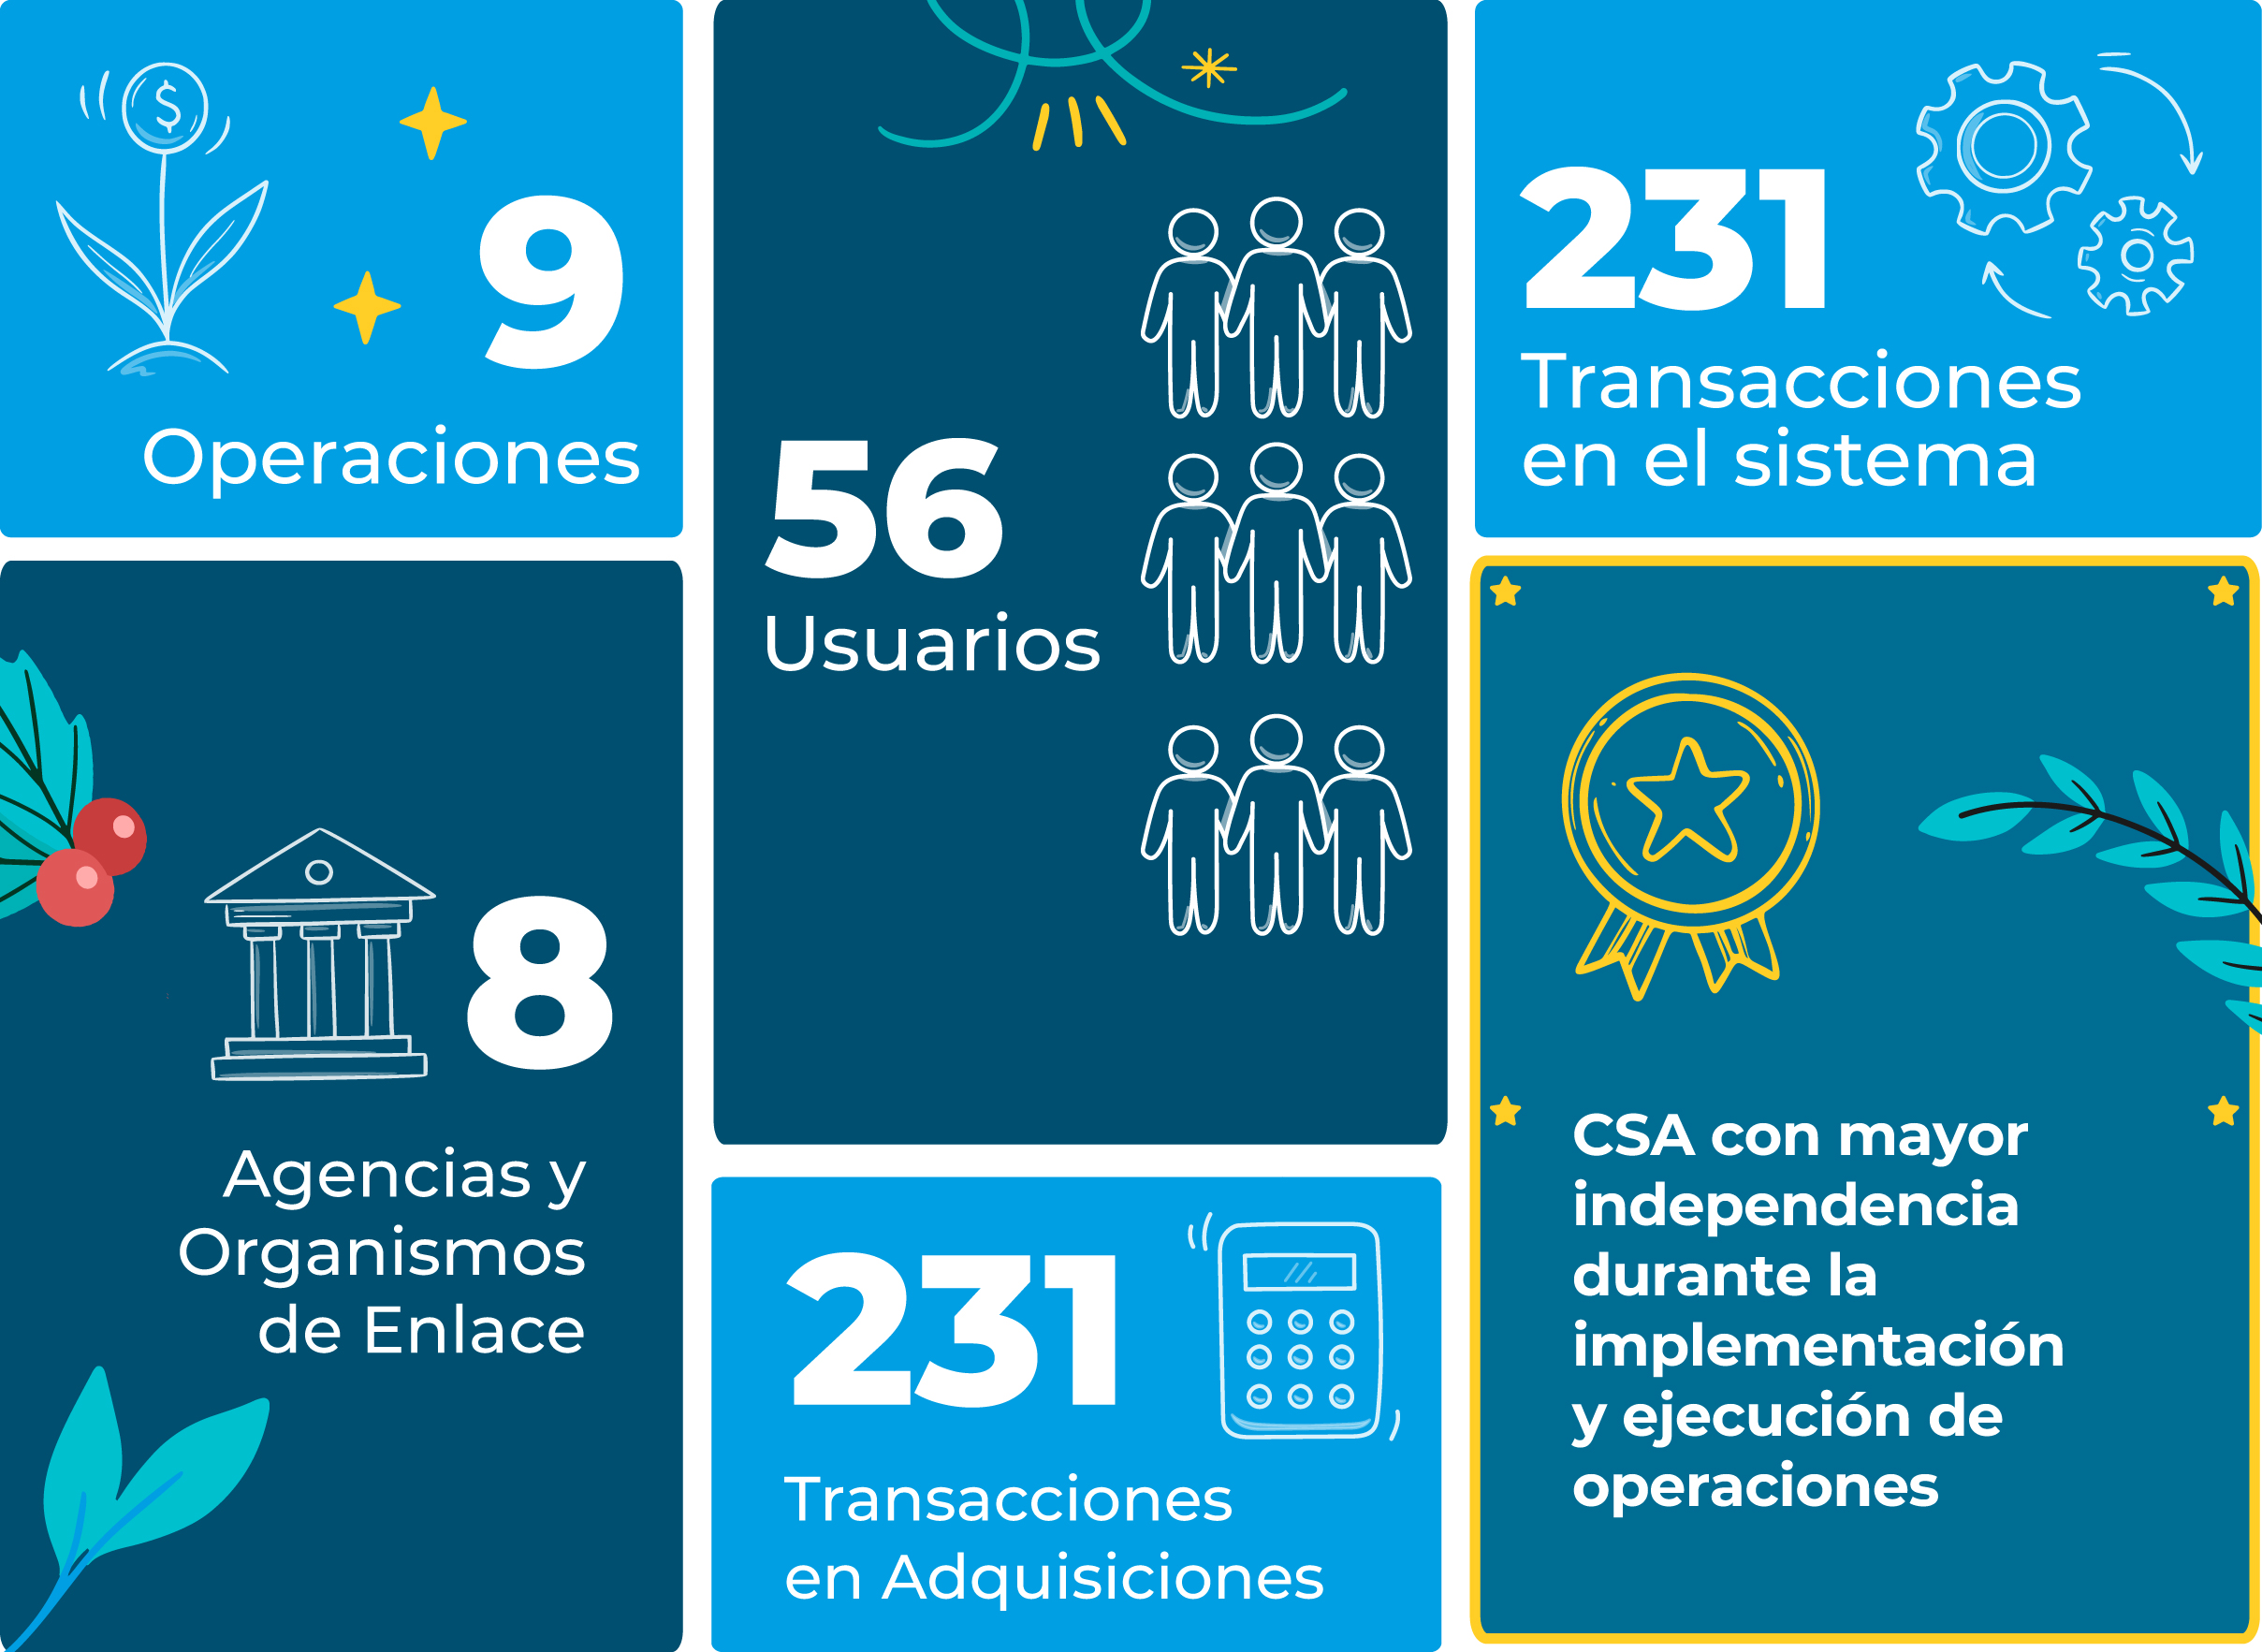 9
Operaciones
56
Usuarios
231
Transacciones
en el sistema
8
Agencias y
Organismos
de Enlace
231
Transacciones
en Adquisiciones
CSA con mayor
independencia
durante la
implementación
y ejecución de
operaciones